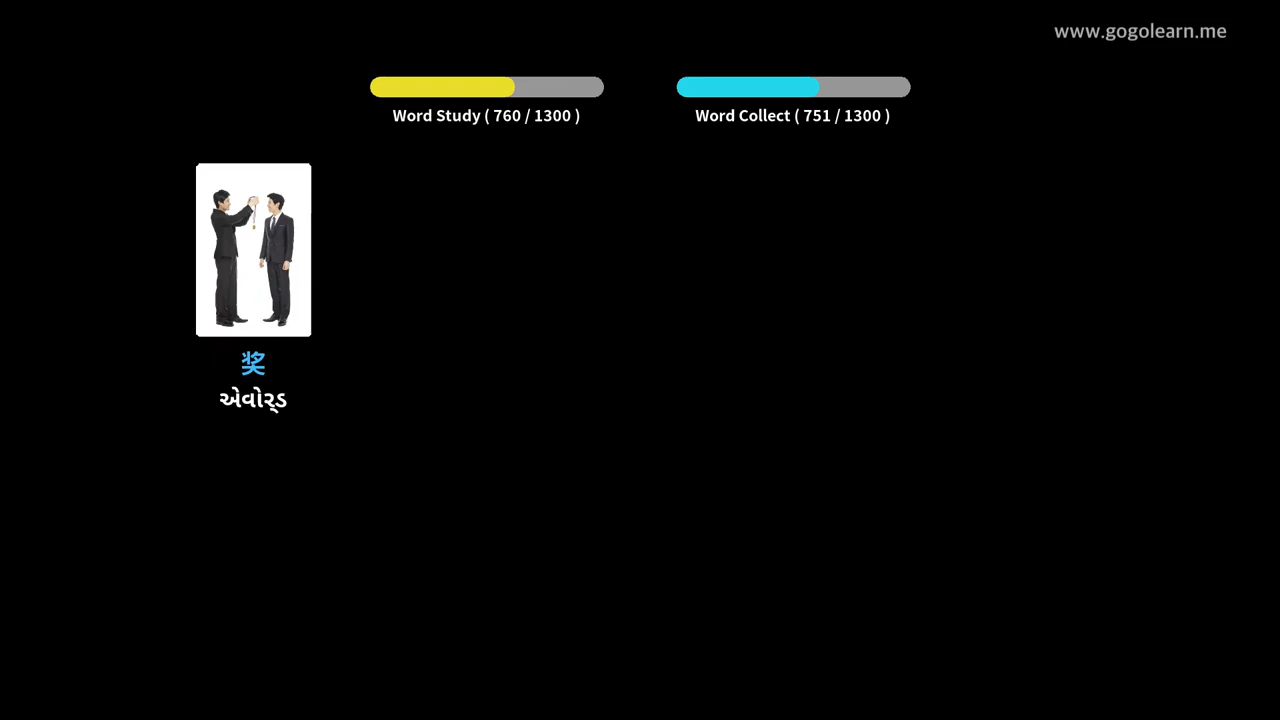 www.gogolearn.me
Word Study ( 760 / 1300 )
Word Collect ( 751 / 1300 )
奖
એવોર્ડ